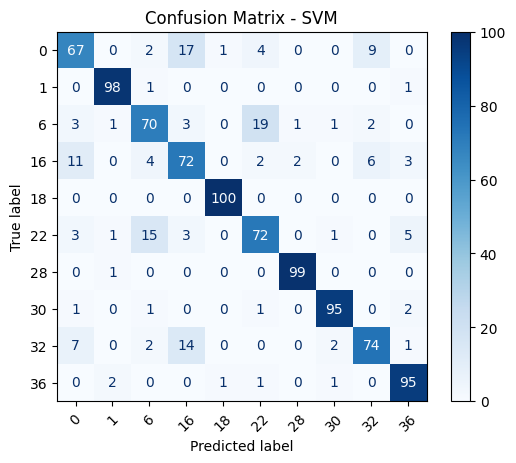 Confusion Matrix - SVM
0 67 0 2 17 1 4 0 0 9 0
1 0 98 1 0 0 0 0 0 0 1
6 3 1 70 3 0 19 1 1 2 0
16 11 0 4 72 0 2 2 0 6 3
18 0 0 0 0 100 0 0 0 0 0
22 3 1 15 3 0 72 0 1 0 5
28 0 1 0 0 0 0 99 0 0 0
30 1 0 1 0 0 1 0 95 0 2
32 7 0 2 14 0 0 0 2 74 1
36 0 2 0 0 1 1 0 1 0 95
0 1 6 16 18 22 28 30 32 36
Predicted label
True label
100
80
60
40
20
0